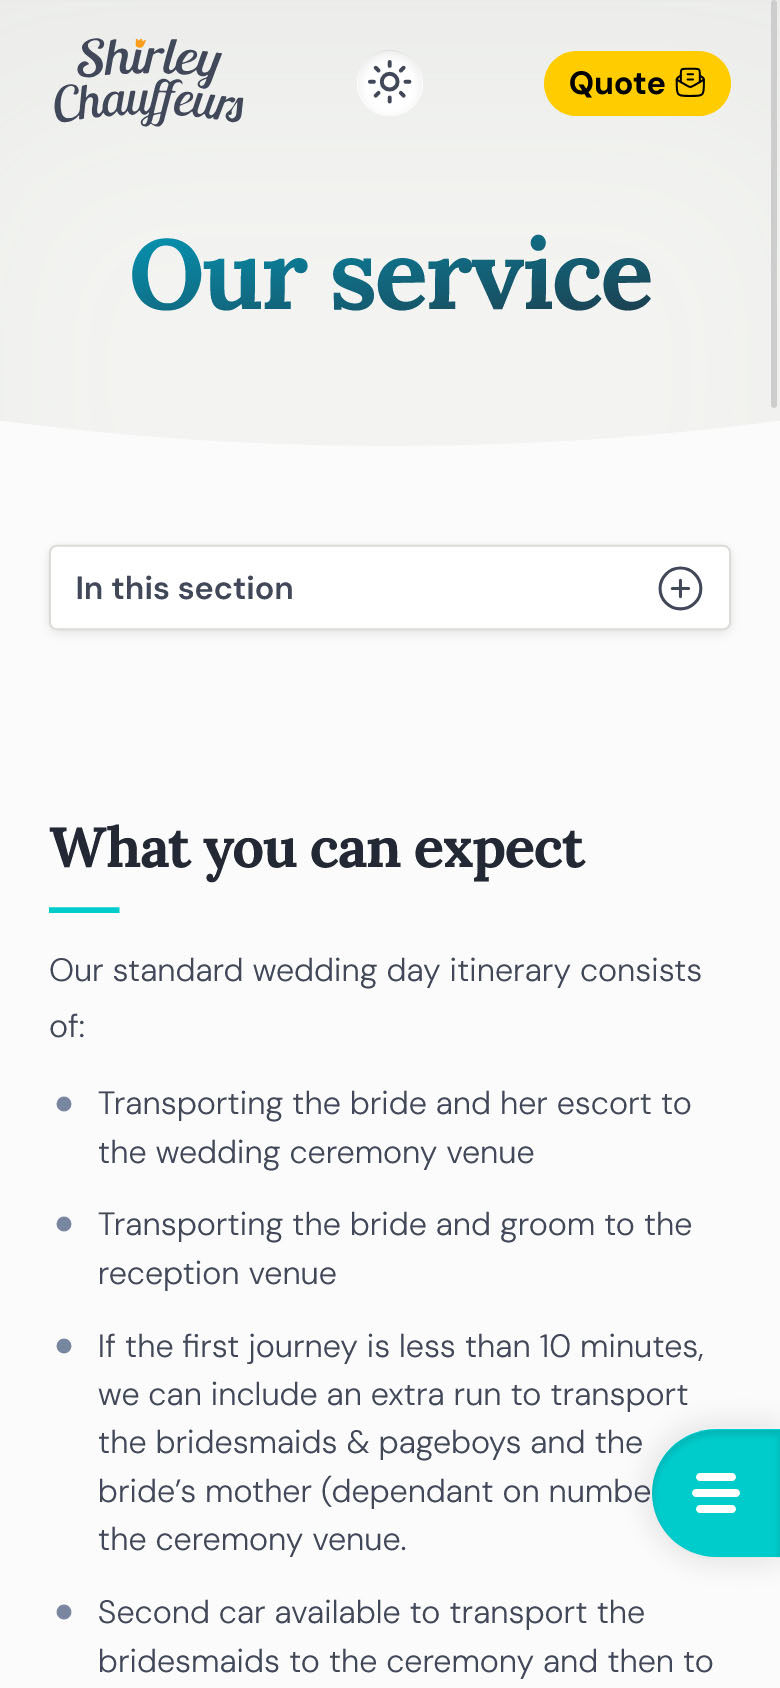 Shirley
Chauffeurs
Quote
Our service
In this section
What you can expect
Our standard wedding day itinerary consists
of:
Transporting the bride and her escort to
the wedding ceremony venue
Transporting the bride and groom to the
reception venue
If the first journey is less than 10 minutes,
we can include an extra run to transport
the bridesmaids & pageboys and the
bride’s mother (dependant on
the ceremony venue.
Second car available to transport the
bridesmaids to the ceremony and then to